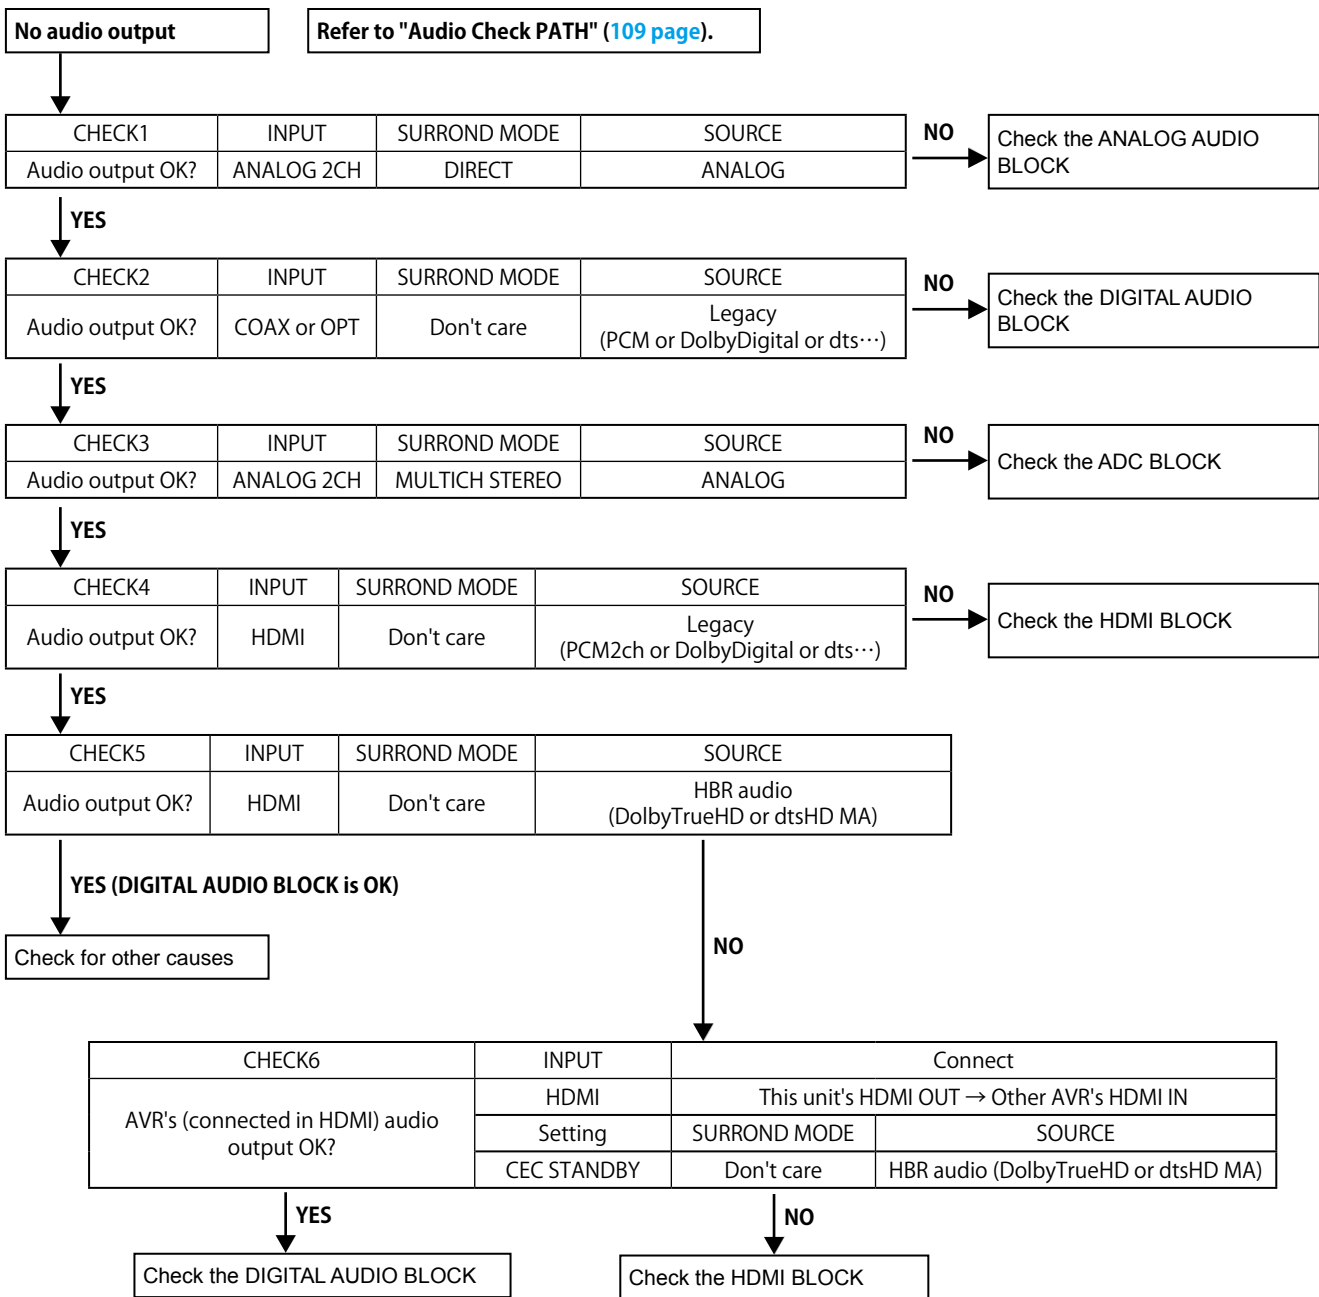 No audio output
Refer to "Audio Check PATH" (109 page).
CHECK1 INPUT SURROND MODE SOURCE
Audio output OK? ANALOG 2CH DIRECT ANALOG
NO
Check the ANALOG AUDIO
BLOCK
YES
CHECK2 INPUT SURROND MODE SOURCE
Audio output OK? COAX or OPT Don't care Legacy
(PCM or DolbyDigital or dts⋯)
NO
Check the DIGITAL AUDIO
BLOCK
YES
CHECK3 INPUT SURROND MODE SOURCE
Audio output OK? ANALOG 2CH MULTICH STEREO ANALOG
NO
Check the ADC BLOCK
YES
CHECK4 INPUT SURROND MODE SOURCE
Audio output OK? HDMI Don't care Legacy
(PCM2ch or DolbyDigital or dts⋯)
NO
Check the HDMI BLOCK
YES
CHECK5 INPUT SURROND MODE SOURCE
Audio output OK? HDMI Don't care HBR audio
(DolbyTrueHD or dtsHD MA)
YES (DIGITAL AUDIO BLOCK is OK)
Check for other causes
NO
CHECK6 INPUT Connect
HDMI This unit's HDMI OUT → Other AVR's HDMI IN
AVR's (connected in HDMI) audio
output OK?
Setting SURROND MODE SOURCE
CEC STANDBY Don't care HBR audio (DolbyTrueHD or dtsHD MA)
YES
NO
Check the DIGITAL AUDIO BLOCK
Check the HDMI BLOCK